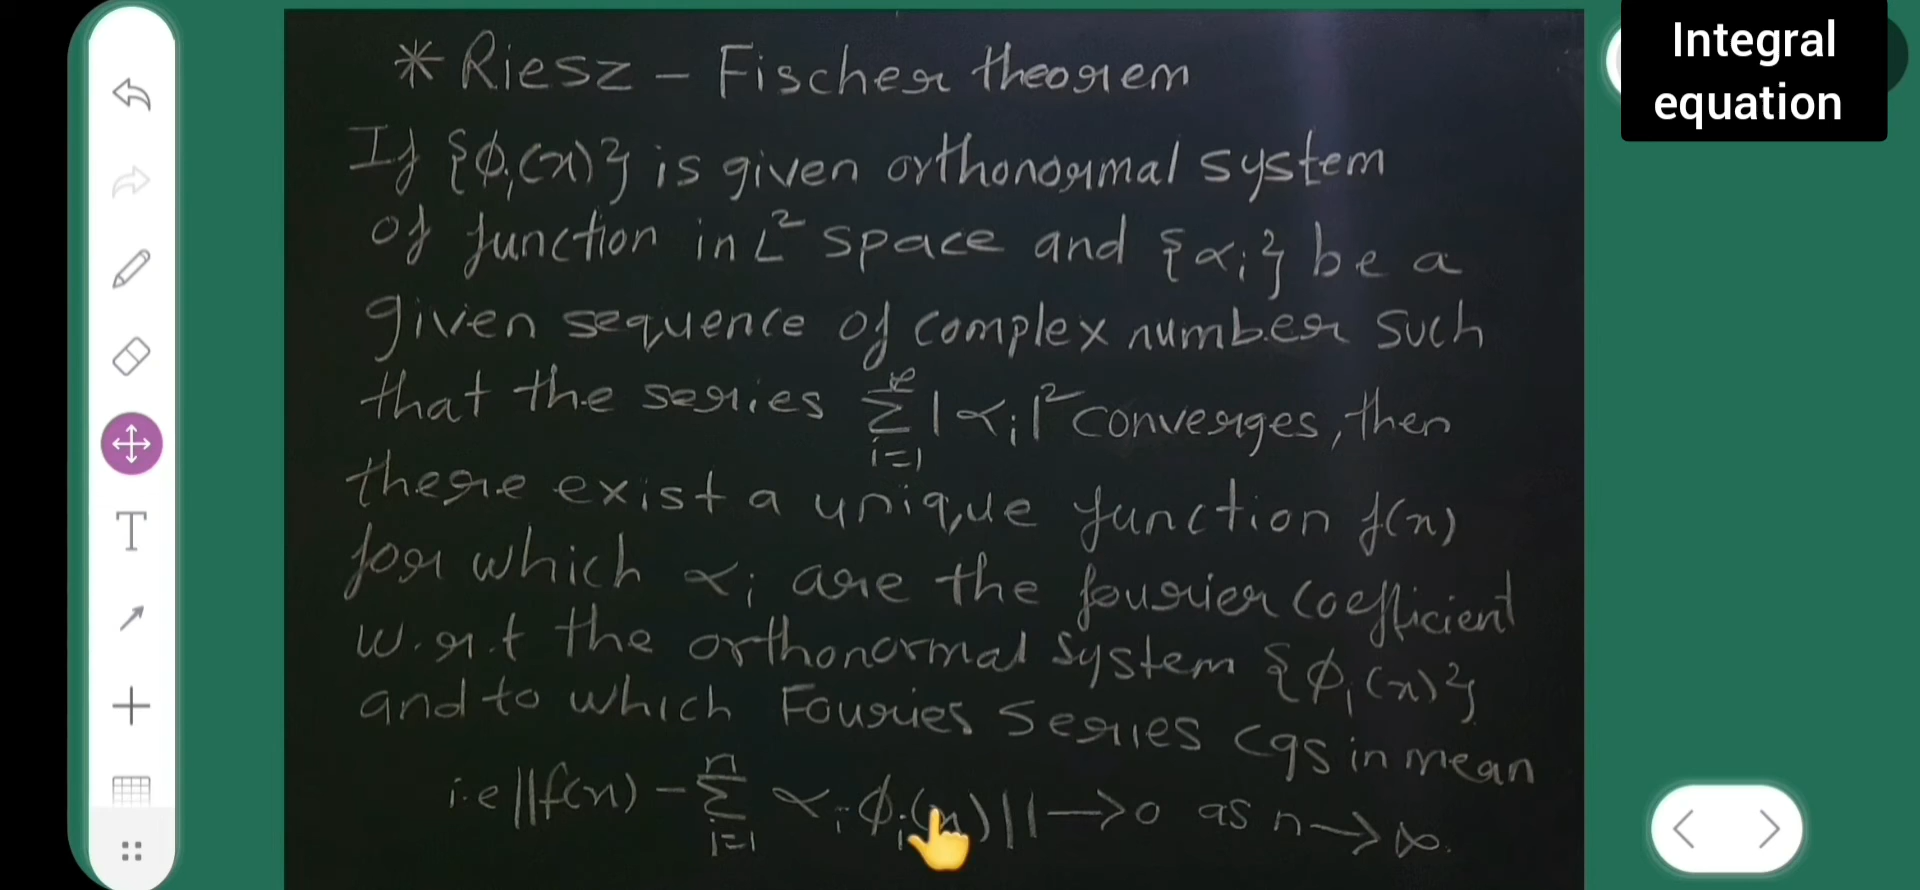 * Riesz - Fischer theorem
If {ϕᵢ(x)} is given orthonormal system
of function in L² space and {αᵢ} be a
given sequence of complex number such
that the series ∑_{i=1}^{∞} |αᵢ|² converges, then
there exist a unique function f(x)
for which αᵢ are the fourier coefficient
w.r.t the orthonormal system {ϕᵢ(x)}
and to which Fouries Series cgs in mean
i.e ||f(x) - ∑_{i=1}^{n} αᵢ ϕᵢ(x)|| → 0 as n → ∞.
Integral
equation
T